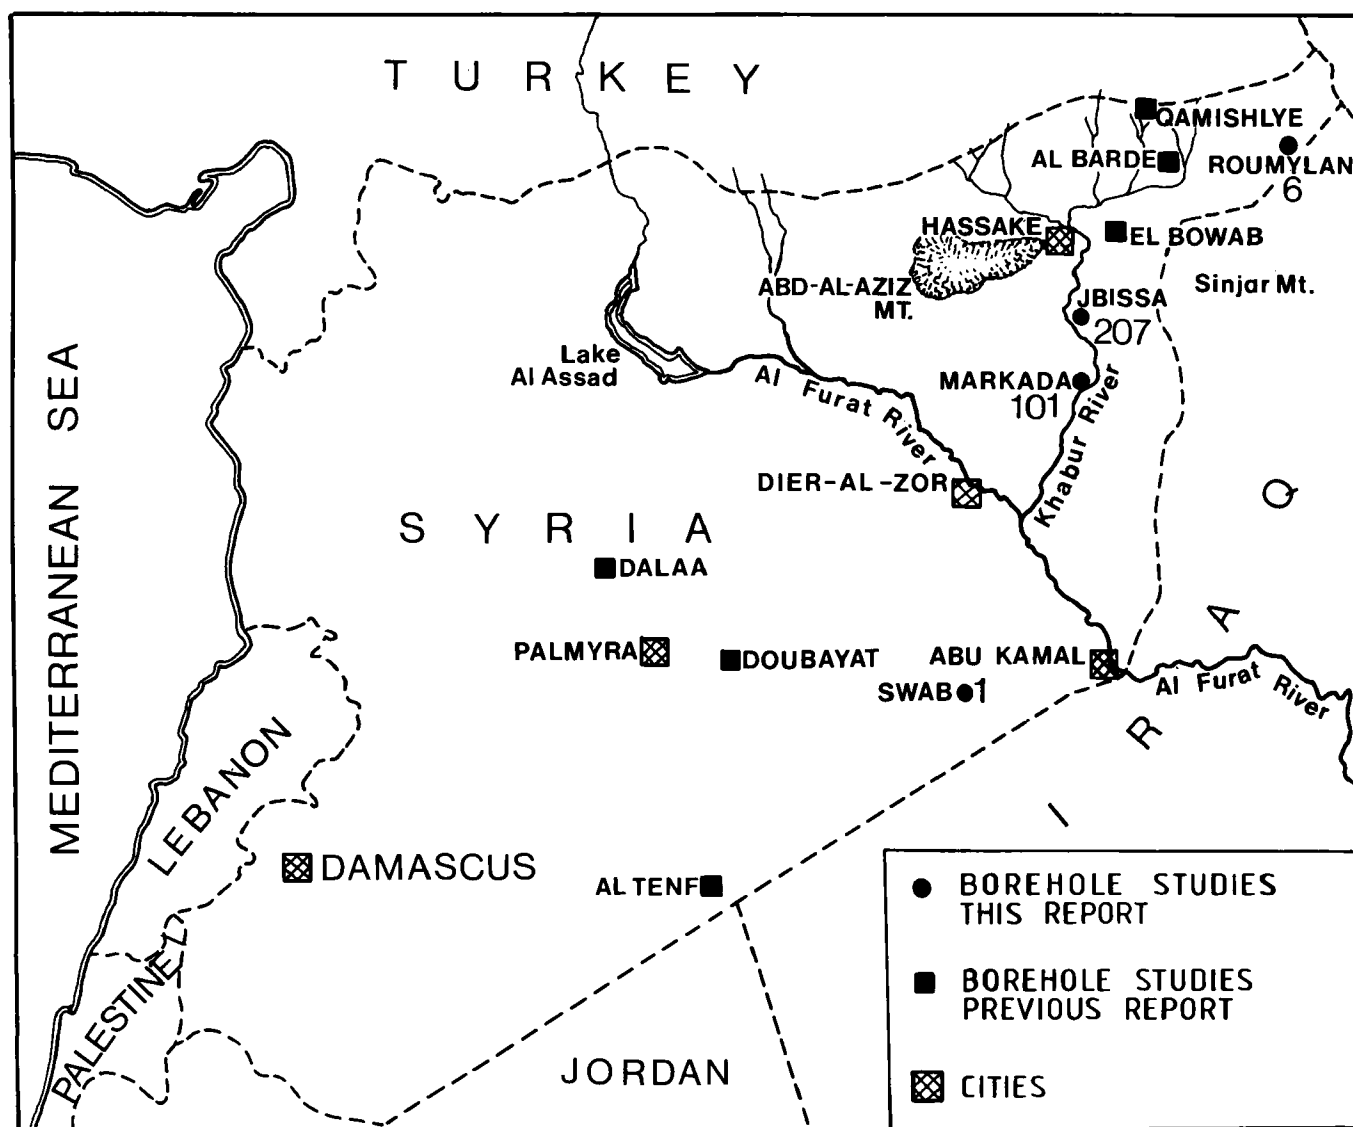 TURKEY
QAMISHLYE
AL BARDE
ROUMYLAN
6
HASSAKE
EL BOWAB
ABD-AL-AZIZ
MT.
Sinjar Mt.
JBISSA
207
Lake
Al Assad
Al Furat River
MARKADA
101
Khabur River
DIER-AL-ZOR
MEDITERRANEAN SEA
SYRIA
DALAA
PALMYRA
DOUBAYAT
ABU KAMAL
SWAB 1
Al Furat River
IRAQ
LEBANON
DAMASCUS
AL TENF
PALESTINE
JORDAN
BOREHOLE STUDIES
THIS REPORT
BOREHOLE STUDIES
PREVIOUS REPORT
CITIES